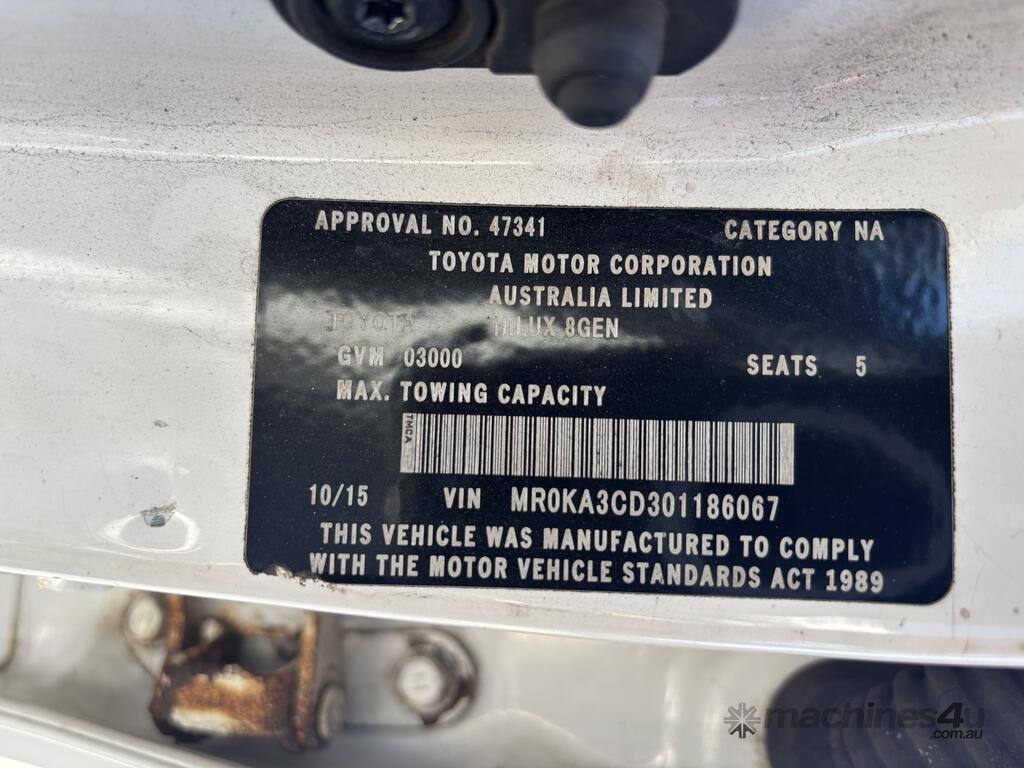 APPROVAL NO. 47341 CATEGORY NA
TOYOTA MOTOR CORPORATION
AUSTRALIA LIMITED
TOYOTA HILUX 8GEN
GVM 03000 SEATS 5
MAX. TOWING CAPACITY
TMCA
10/15 VIN MR0KA3CD301186067
THIS VEHICLE WAS MANUFACTURED TO COMPLY
WITH THE MOTOR VEHICLE STANDARDS ACT 1989
machines4u
.com.au